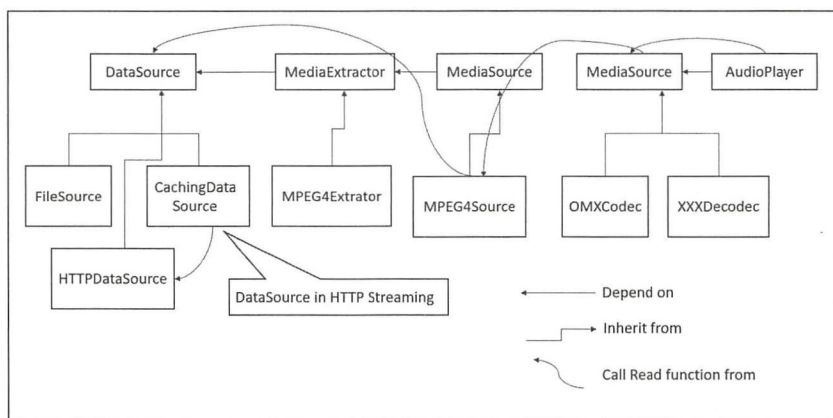 DataSource
MediaExtractor
MediaSource
MediaSource
AudioPlayer
FileSource
CachingData
Source
MPEG4Extrator
MPEG4Source
OMXCodec
XXXDecodec
HTTPDataSource
DataSource in HTTP Streaming
Depend on
Inherit from
Call Read function from